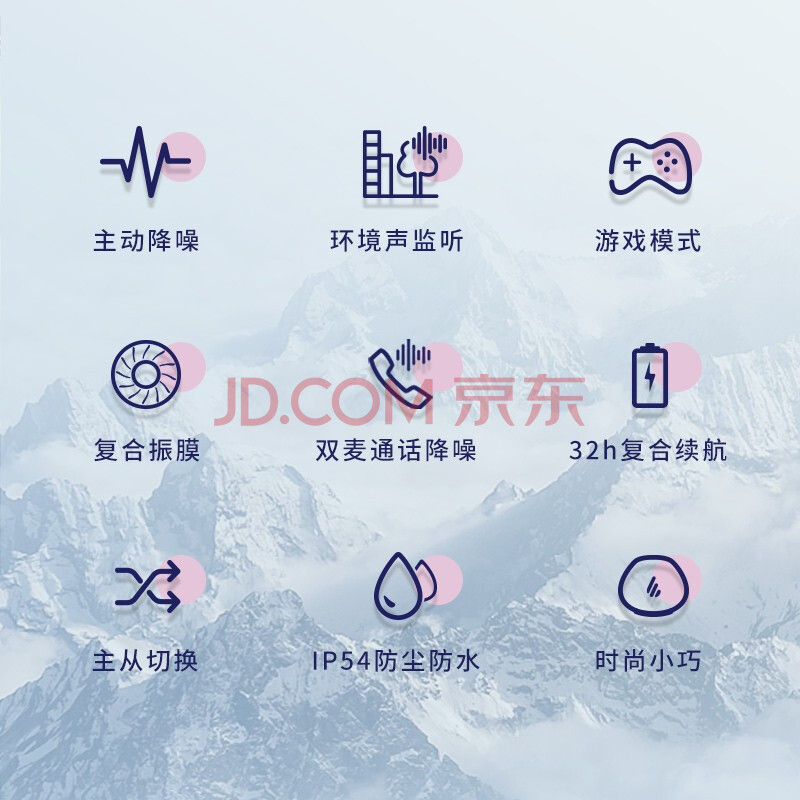 主动降噪
环境声监听
游戏模式
复合振膜
双麦通话降噪
32h复合续航
JD.COM 京东
主从切换
IP54防尘防水
时尚小巧